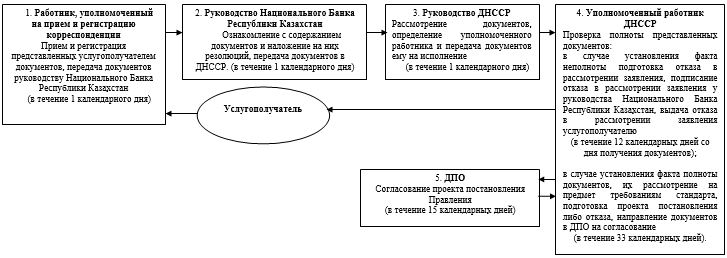 1. Работник, уполномоченный
на прием и регистрацию
корреспонденции
Прием и регистрация
представленных услугополучателем
документов, передача документов
руководству Национального Банка
Республики Казахстан
(в течение 1 календарного дня)
2. Руководство Национального Банка
Республики Казахстан
Ознакомление с содержанием
документов и наложение на них
резолюций, передача документов в
ДНССР. (в течение 1 календарного дня)
3. Руководство ДНССР
Рассмотрение документов,
определение уполномоченного
работника и передача документов
ему на исполнение
(в течение 1 календарного дня)
4. Уполномоченный работник
ДНССР
Проверка полноты представленных
документов:
в случае установления факта
неполноты подготовка отказа в
рассмотрении заявления, подписание
отказа в рассмотрении заявления у
руководства Национального Банка
Республики Казахстан, выдача отказа
в рассмотрении заявления
услугополучателю
(в течение 12 календарных дней со
дня получения документов);
в случае установления факта полноты
документов, их рассмотрение на
предмет требованиям стандарта,
подготовка проекта постановления
либо отказа, направление документов
в ДПО на согласование
(в течение 33 календарных дней).
Услугополучатель
5. ДПО
Согласование проекта постановления
Правления
(в течение 15 календарных дней)